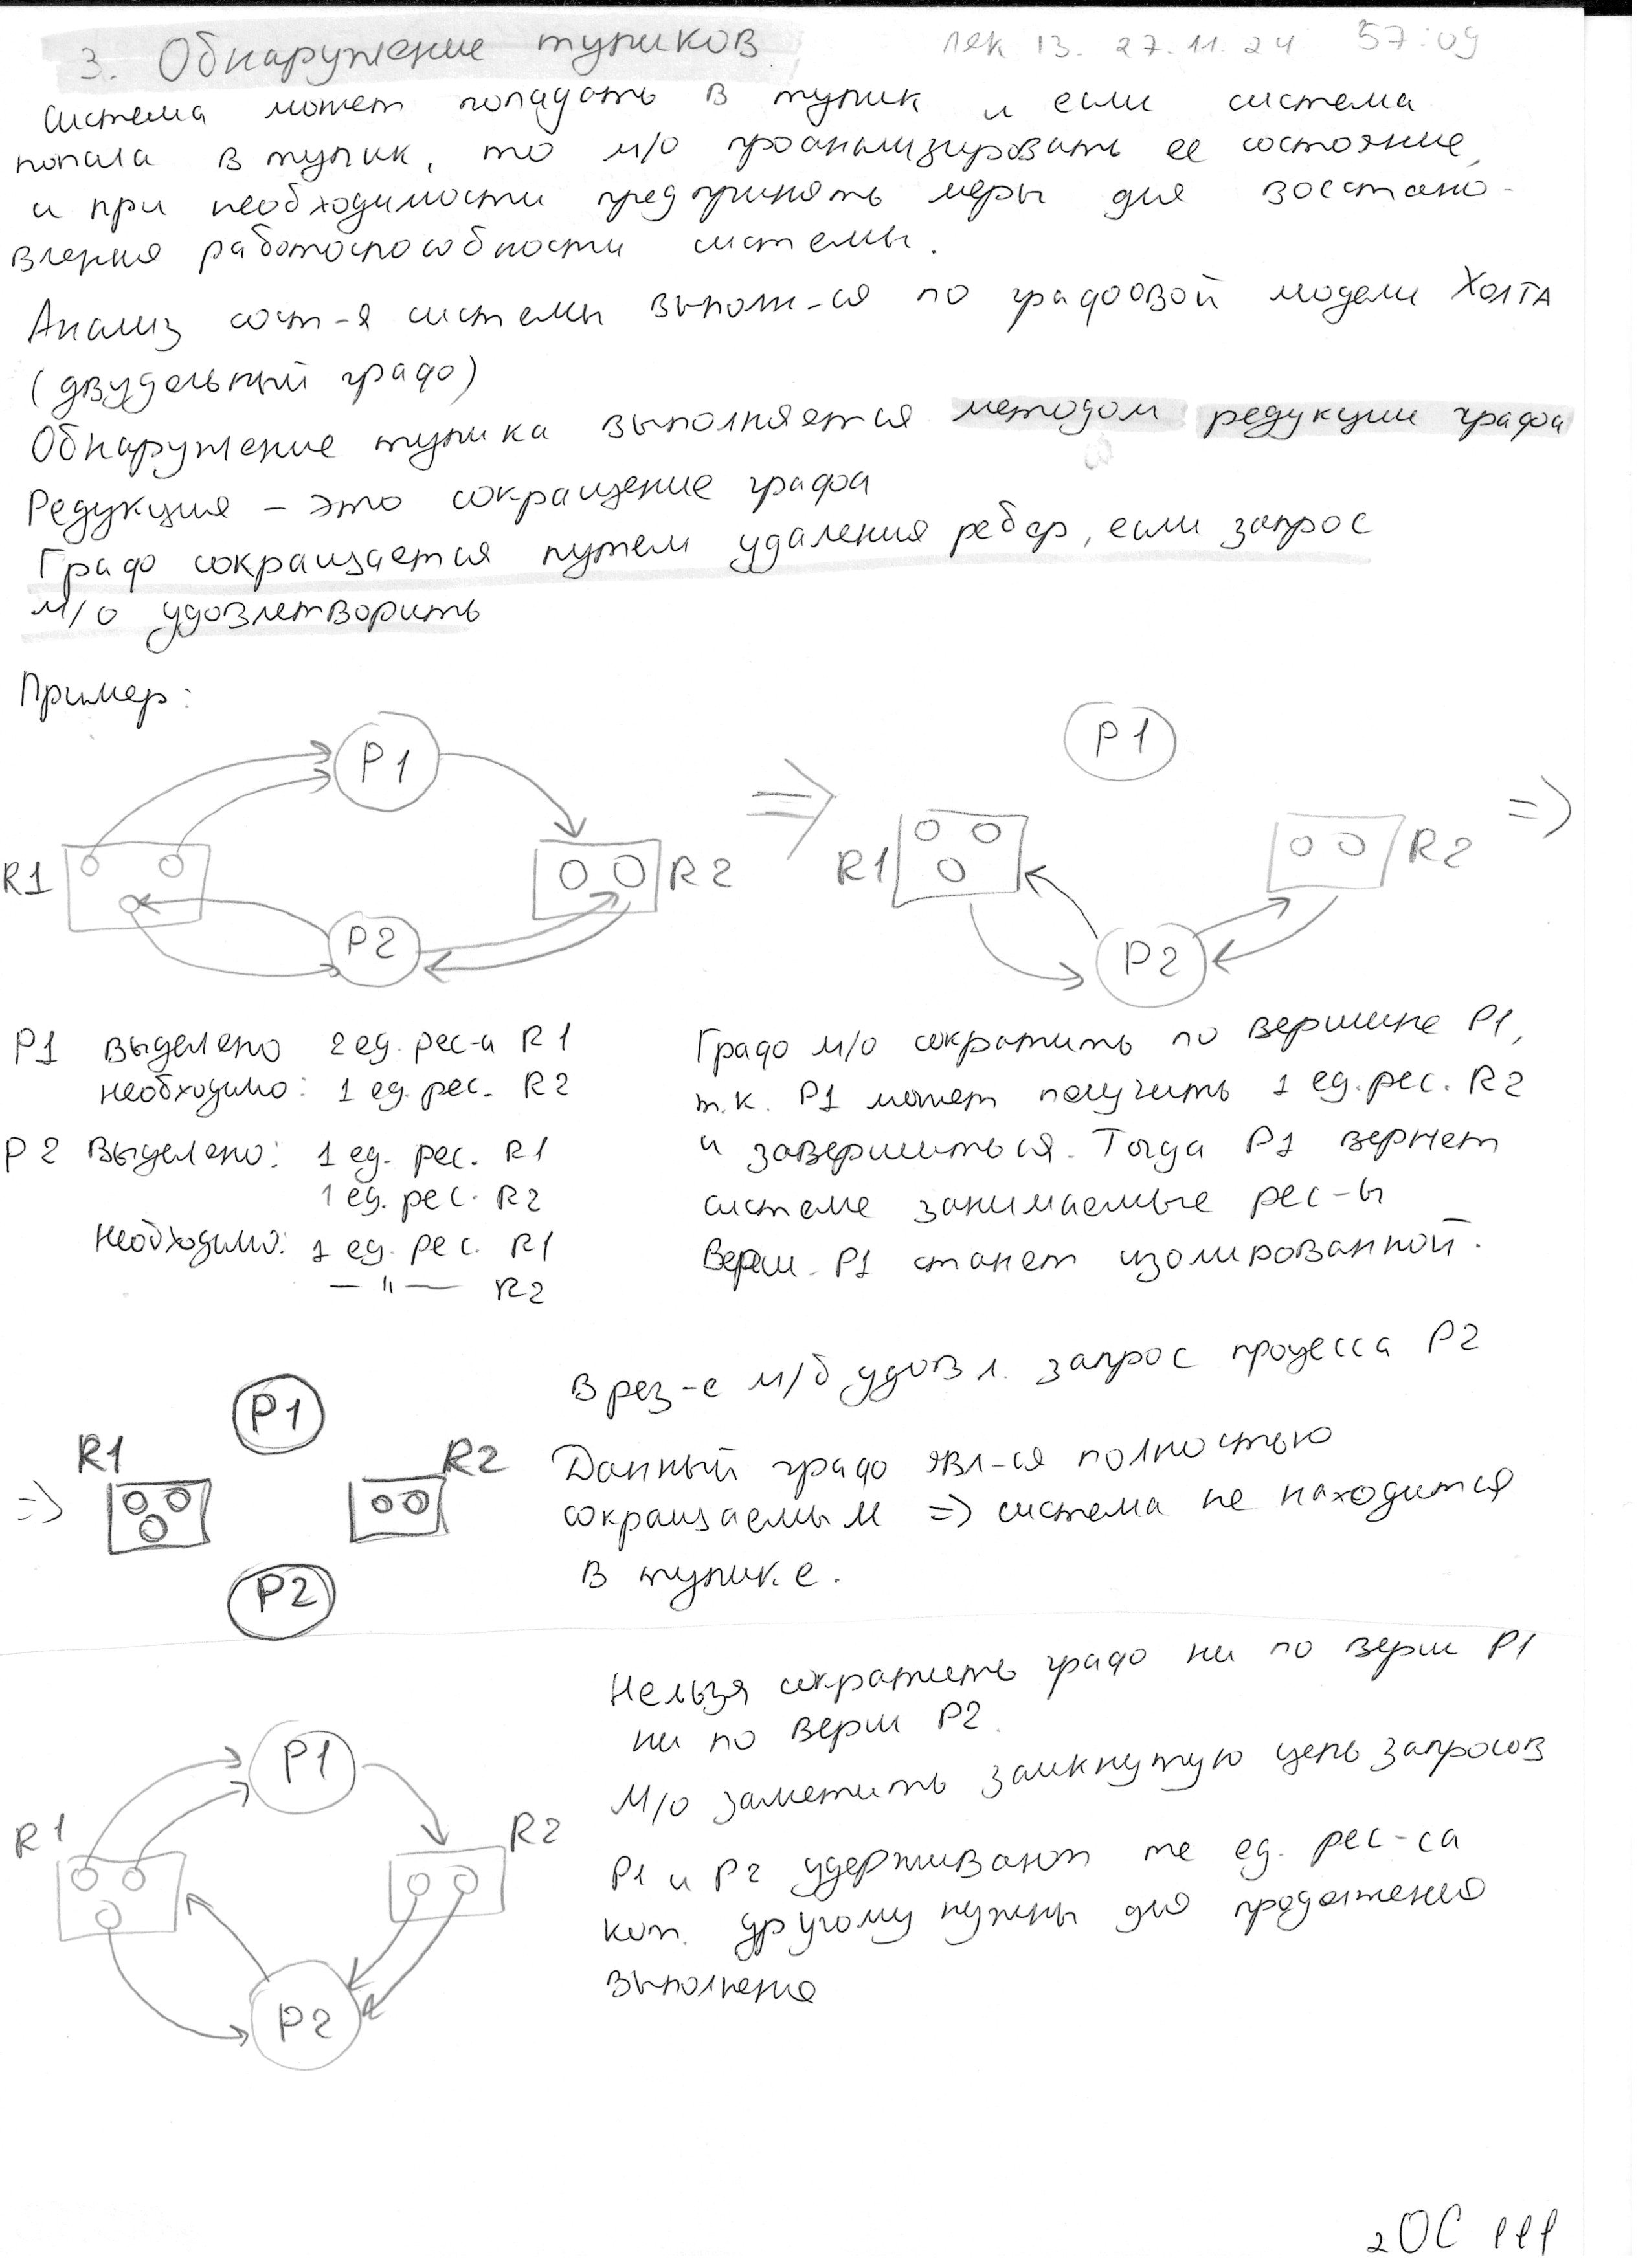 3. Обнаружение тупиков
лек 13. 27.11.24 57:09
Система может попадать в тупик и если система
попала в тупик, то м/о проанализировать ее состояние,
и при необходимости предпринять меры для восстано-
вления работоспособности системы.
Анализ сост-я системы выполн-ся по графовой модели Холта
(двудольный граф)
Обнаружение тупика выполняется методом редукции графа
Редукция – это сокращение графа
Граф сокращается путем удаления ребер, если запрос
м/о удовлетворить
Пример:
P1
R1
R2
P2
=>
P1
R1
R2
P2
=>
P1 выделено 2 ед. рес-а R1
необходимо: 1 ед. рес. R2
P2 выделено: 1 ед. рес. R1
1 ед. рес. R2
необходимо: 1 ед. рес. R1
— " — R2
Граф м/о сократить по вершине P1,
т.к. P1 может получить 1 ед. рес. R2
и завершиться. Тогда P1 вернет
системе занимаемые рес-ы
Верш. P1 станет изолированной.
=>
P1
R1
R2
P2
В рез-е м/б удовл. запрос процесса P2
Данный граф явл-ся полностью
сокращаемым => система не находится
в тупике.
P1
R1
R2
P2
Нельзя сократить граф ни по верш P1
ни по верш P2.
М/о заметить замкнутую цепь запросов
P1 и P2 удерживают те ед. рес-са
кот. другому нужны для продолжения
выполнения
2ОС